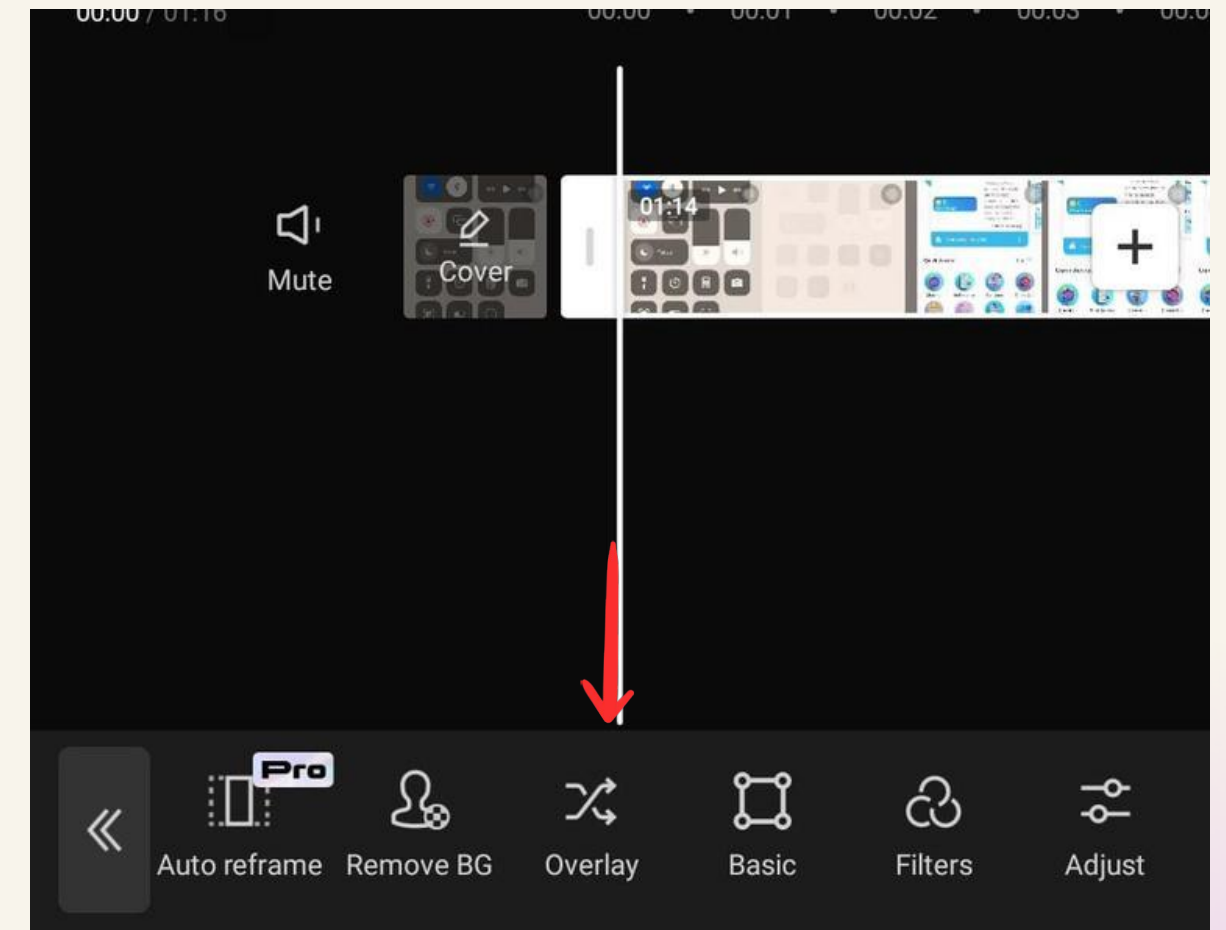 00:00 / 01:16
00:00 • 00:01 • 00:02 • 00:03
01:14
Mute
Cover
+
Pro
Auto reframe
Remove BG
Overlay
Basic
Filters
Adjust